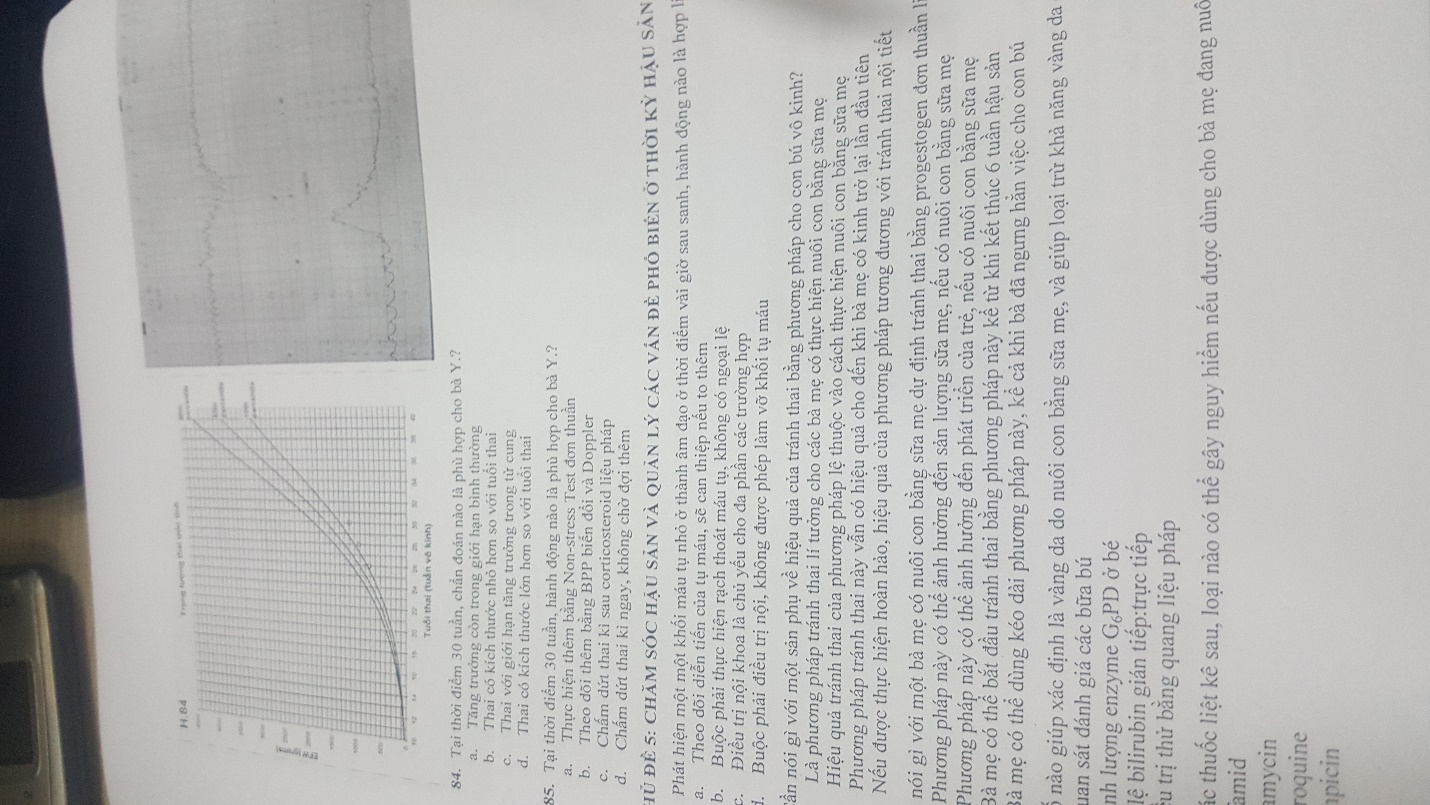 H.84
Trọng lượng thai
Tuổi thai (tuần vô kinh)
84. Tại thời điểm 30 tuần, chẩn đoán nào là phù hợp cho bà Y.?
a. Tăng trưởng còn trong giới hạn bình thường
b. Thai có kích thước nhỏ hơn so với tuổi thai
c. Thai với giới hạn tăng trưởng trong tử cung
d. Thai có kích thước lớn hơn so với tuổi thai
85. Tại thời điểm 30 tuần, hành động nào là phù hợp cho bà Y.?
a. Thực hiện thêm bằng Non-stress Test đơn thuần
b. Theo dõi thêm bằng BPP biến đổi và Doppler
c. Chấm dứt thai kì sau corticosteroid liệu pháp
d. Chấm dứt thai kì ngay, không chờ đợi thêm
HỦ ĐỀ 5: CHĂM SÓC HẬU SẢN VÀ QUẢN LÝ CÁC VẤN ĐỀ PHỔ BIẾN Ở THỜI KỲ HẬU SẢN
Phát hiện một một khối máu tụ nhỏ ở thành âm đạo ở thời điểm vài giờ sau sanh, hành động nào là hợp lí
a. Theo dõi diễn tiến của tụ máu, sẽ can thiệp nếu to thêm
b. Buộc phải thực hiện rạch thoát máu tụ, không có ngoại lệ
c. Điều trị nội khoa là chủ yếu cho đa phần các trường hợp
d. Buộc phải điều trị nội, không được phép làm vỡ khối tụ máu
ần nói gì với một sản phụ về hiệu quả của tránh thai bằng phương pháp cho con bú vô kinh?
Là phương pháp tránh thai lí tưởng cho các bà mẹ có thực hiện nuôi con bằng sữa mẹ
Hiệu quả tránh thai của phương pháp lệ thuộc vào cách thực hiện nuôi con bằng sữa mẹ
Phương pháp tránh thai này vẫn có hiệu quả cho đến khi bà mẹ có kinh trở lại lần đầu tiên
Nếu được thực hiện hoàn hảo, hiệu quả của phương pháp tương đương với tránh thai nội tiết
nói gì với một bà mẹ có nuôi con bằng sữa mẹ dự định tránh thai bằng progestogen đơn thuần li
Phương pháp này có thể ảnh hưởng đến sản lượng sữa mẹ, nếu có nuôi con bằng sữa mẹ
Phương pháp này có thể ảnh hưởng đến phát triển của trẻ, nếu có nuôi con bằng sữa mẹ
Bà mẹ có thể bắt đầu tránh thai bằng phương pháp này kể từ khi kết thúc 6 tuần hậu sản
Bà mẹ có thể dùng kéo dài phương pháp này, kể cả khi bà đã ngưng hẳn việc cho con bú
nào giúp xác định là vàng da do nuôi con bằng sữa mẹ, và giúp loại trừ khả năng vàng da
uan sát đánh giá các bữa bú
nh lượng enzyme G6PD ở bé
lệ bilirubin gián tiếp:trực tiếp
u trị thử bằng quang liệu pháp
ác thuốc liệt kê sau, loại nào có thể gây nguy hiểm nếu được dùng cho bà mẹ đang nuô
amid
amycin
roquine
apicin